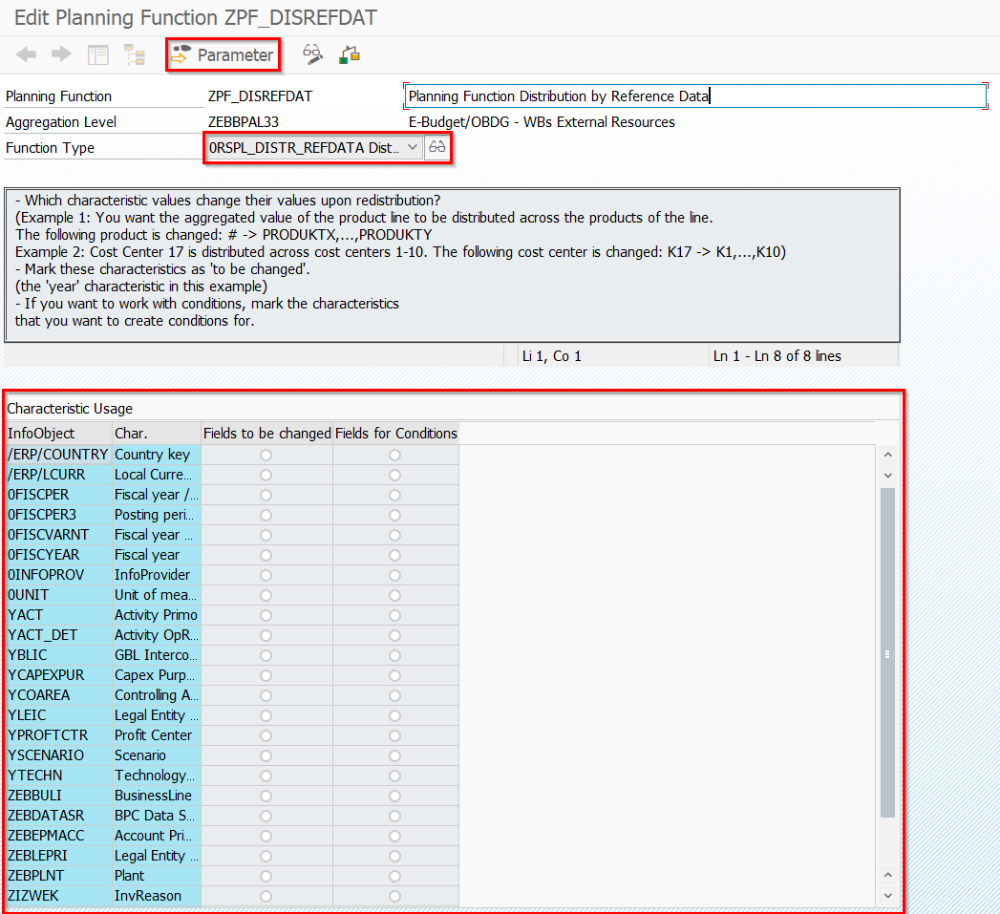 Edit Planning Function ZPF_DISREFDAT
Parameter
Planning Function ZPF_DISREFDAT Planning Function Distribution by Reference Data
Aggregation Level ZEBBPAL33 E-Budget/OBDG - WBs External Resources
Function Type 0RSPL_DISTR_REFDATA Dist...
- Which characteristic values change their values upon redistribution?
(Example 1: You want the aggregated value of the product line to be distributed across the products of the line.
The following product is changed: # -> PRODUKTX,...,PRODUKTY
Example 2: Cost Center 17 is distributed across cost centers 1-10. The following cost center is changed: K17 -> K1,...,K10)
- Mark these characteristics as 'to be changed'.
(the 'year' characteristic in this example)
- If you want to work with conditions, mark the characteristics
that you want to create conditions for.
Li 1, Co 1 Ln 1 - Ln 8 of 8 lines
Characteristic Usage
InfoObject Char. Fields to be changed Fields for Conditions
/ERP/COUNTRY Country key
/ERP/LCURR Local Curre...
0FISCPER Fiscal year /...
0FISCPER3 Posting peri...
0FISCVARNT Fiscal year ...
0FISCYEAR Fiscal year
0INFOPROV InfoProvider
0UNIT Unit of mea...
YACT Activity Primo
YACT_DET Activity OpR...
YBLIC GBL Interco...
YCAPEXPUR Capex Purp...
YCOAREA Controlling A...
YLEIC Legal Entity ...
YPROFTCTR Profit Center
YSCENARIO Scenario
YTECHN Technology...
ZEBBULI BusinessLine
ZEBDATASR BPC Data S...
ZEBEPMACC Account Pri...
ZEBLEPRI Legal Entity ...
ZEBPLNT Plant
ZIZWEK InvReason